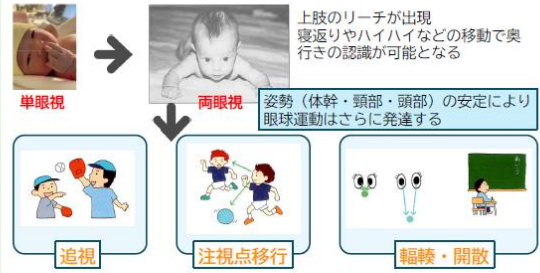 上肢のリーチが出現
寝返りやハイハイなどの移動で奥
行きの認識が可能となる
単眼視
両眼視
姿勢（体幹・頸部・頭部）の安定により
眼球運動はさらに発達する
追視
注視点移行
輻輳・開散